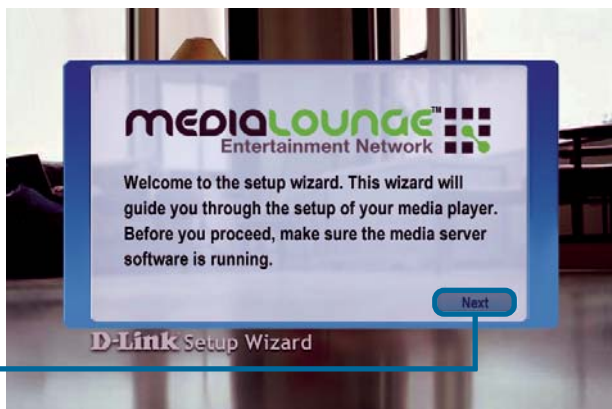 MEDIALOUNGE™
Entertainment Network
Welcome to the setup wizard. This wizard will
guide you through the setup of your media player.
Before you proceed, make sure the media server
software is running.
Next
D-Link Setup Wizard